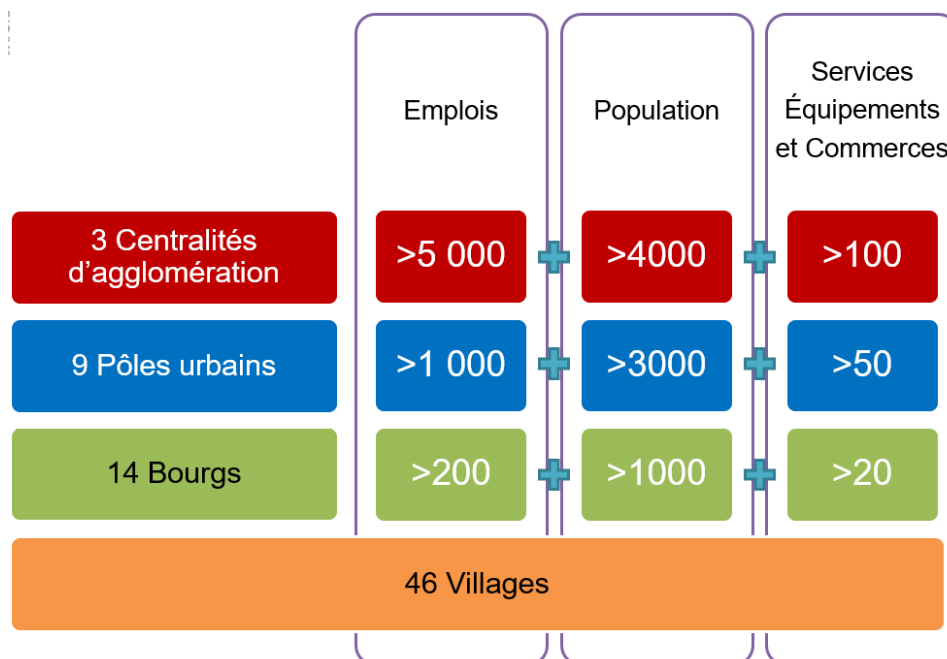 Emplois
Population
Services
Équipements
et Commerces
3 Centralités
d’agglomération
>5 000
>4000
>100
9 Pôles urbains
>1 000
>3000
>50
14 Bourgs
>200
>1000
>20
46 Villages